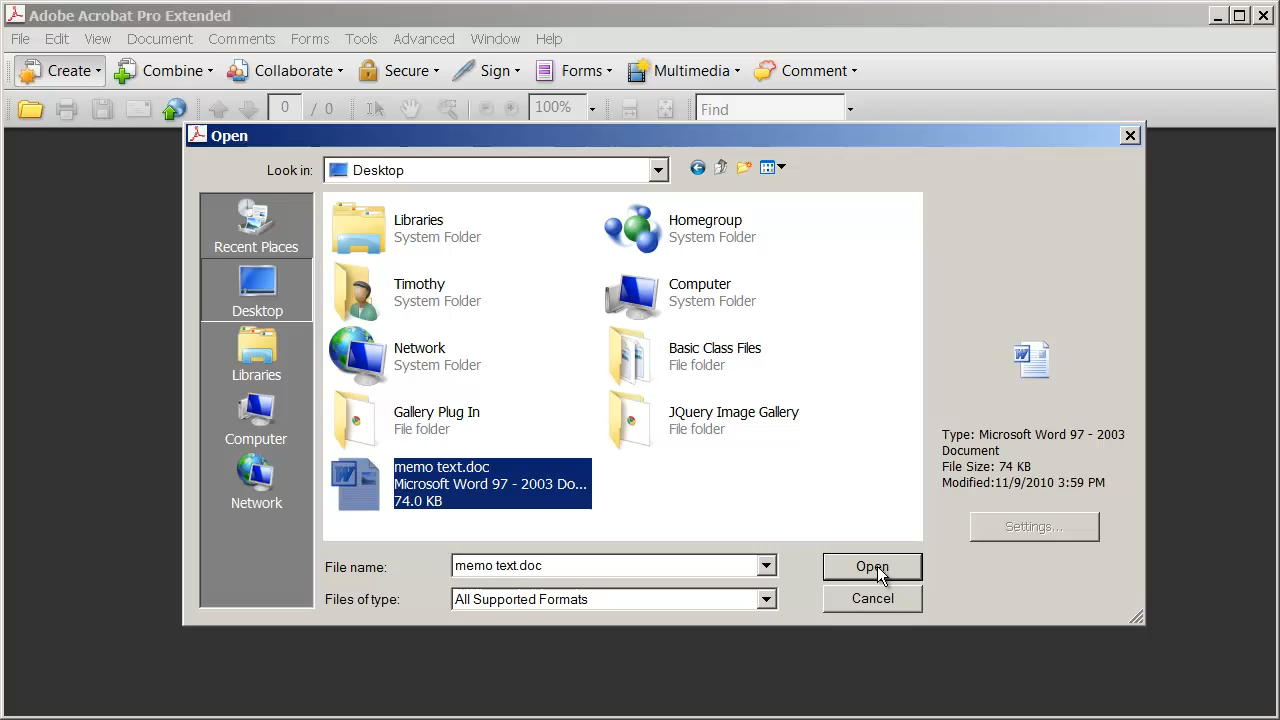 Adobe Acrobat Pro Extended
File Edit View Document Comments Forms Tools Advanced Window Help
Create Combine Collaborate Secure Sign Forms Multimedia Comment
0 / 0 100% Find
Open
Look in: Desktop
Recent Places
Desktop
Libraries
Computer
Network
Libraries
System Folder
Homegroup
System Folder
Timothy
System Folder
Computer
System Folder
Network
System Folder
Basic Class Files
File folder
Gallery Plug In
File folder
JQuery Image Gallery
File folder
memo text.doc
Microsoft Word 97 - 2003 Do...
74.0 KB
Type: Microsoft Word 97 - 2003
Document
File Size: 74 KB
Modified:11/9/2010 3:59 PM
Settings...
File name: memo text.doc Open
Files of type: All Supported Formats Cancel